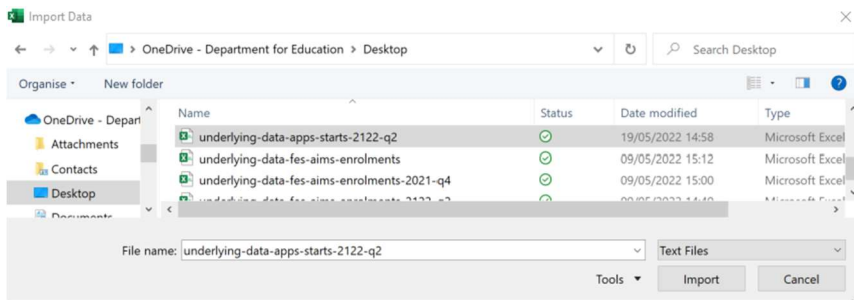 Import Data
OneDrive - Department for Education > Desktop
Search Desktop
Organise
New folder
Name Status Date modified Type
OneDrive - Depart
underlying-data-apps-starts-2122-q2 19/05/2022 14:58 Microsoft Excel
Attachments
underlying-data-fes-aims-enrolments 09/05/2022 15:12 Microsoft Excel
Contacts
underlying-data-fes-aims-enrolments-2021-q4 09/05/2022 15:00 Microsoft Excel
Desktop
Documents
File name: underlying-data-apps-starts-2122-q2 Text Files
Tools Import Cancel